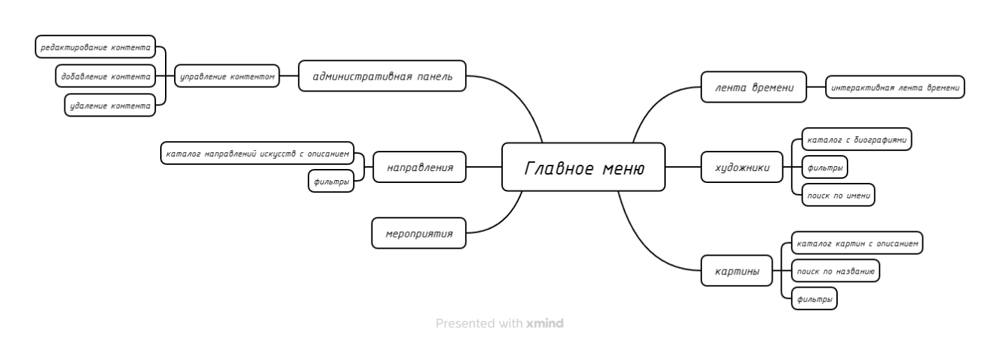 Главное меню
лента времени
интерактивная лента времени
художники
каталог с биографиями
фильтры
поиск по имени
картины
каталог картин с описанием
поиск по названию
фильтры
административная панель
управление контентом
редактирование контента
добавление контента
удаление контента
направления
каталог направлений искусств с описанием
фильтры
мероприятия
Presented with xmind